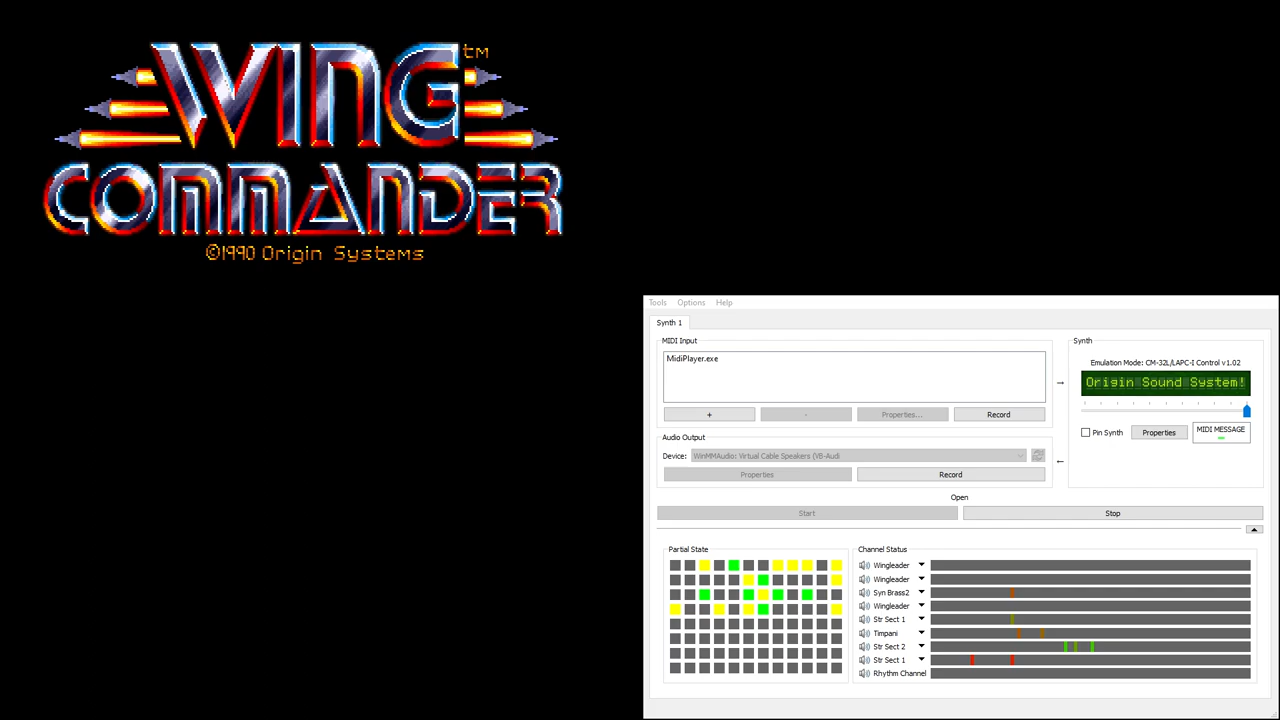 WING™
COMMANDER
©1990 Origin Systems
Tools Options Help
Synth 1
MIDI Input
MidiPlayer.exe
+ - Properties... Record
Audio Output
Device: WinMMAudio: Virtual Cable Speakers (VB-Audi
Properties Record
Synth
Emulation Mode: CM-32L/LAPC-I Control v1.02
Origin Sound System!
Pin Synth Properties MIDI MESSAGE
Open
Start Stop
Partial State
Channel Status
Wingleader
Wingleader
Syn Brass2
Wingleader
Str Sect 1
Timpani
Str Sect 2
Str Sect 1
Rhythm Channel